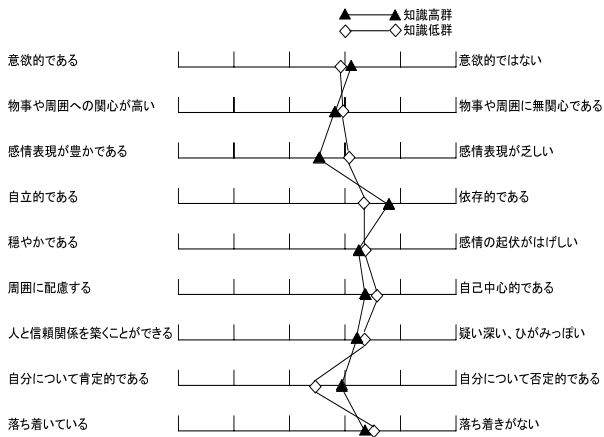 知識高群
知識低群
意欲的である 意欲的ではない
物事や周囲への関心が高い 物事や周囲に無関心である
感情表現が豊かである 感情表現が乏しい
自立的である 依存的である
穏やかである 感情の起伏がはげしい
周囲に配慮する 自己中心的である
人と信頼関係を築くことができる 疑い深い、ひがみっぽい
自分について肯定的である 自分について否定的である
落ち着いている 落ち着きがない